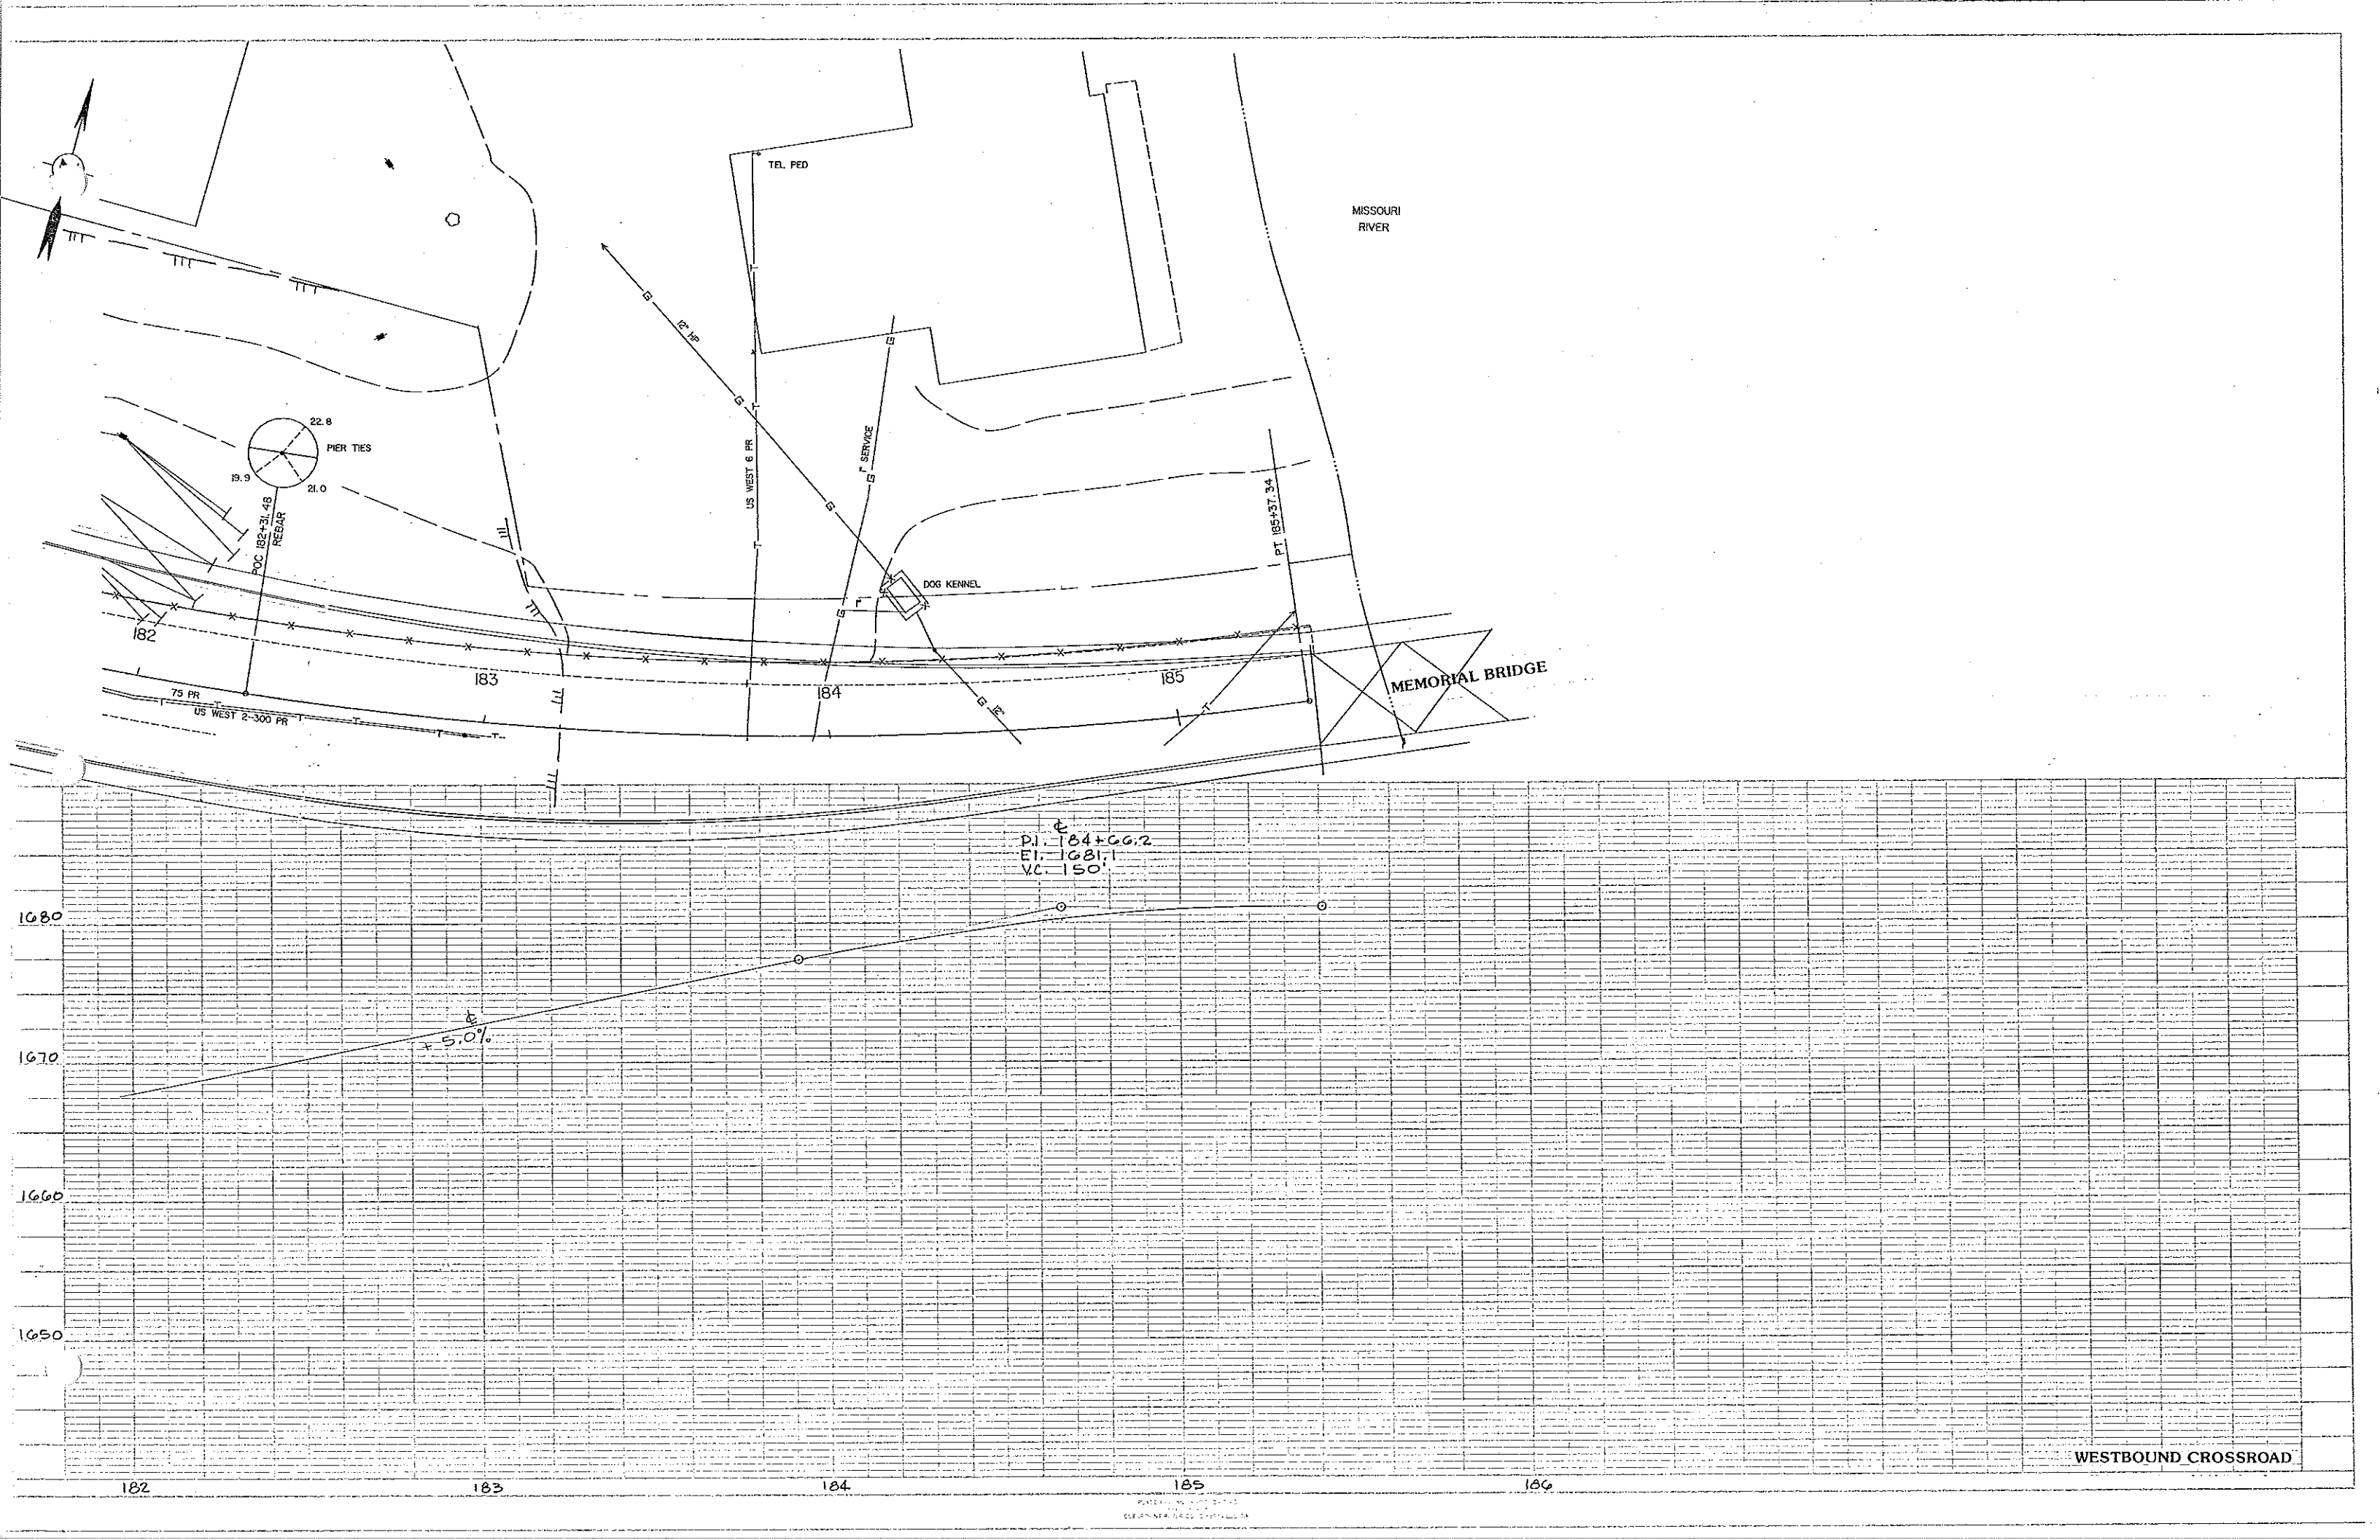 TEL PED
MISSOURI
RIVER
12" HP
22.8
PIER TIES
19.9
21.0
POC 182+31.48
REBAR
US WEST 6 PR
1" SERVICE
PT 185+37.34
DOG KENNEL
1"
182
183
184
185
75 PR
US WEST 2-300 PR
12"
MEMORIAL BRIDGE
℄
P.I. 184+66.2
El. 1681.1
V.C. 150'
1680
℄
+5.0%
1670
1660
1650
WESTBOUND CROSSROAD
182
183
184
185
186